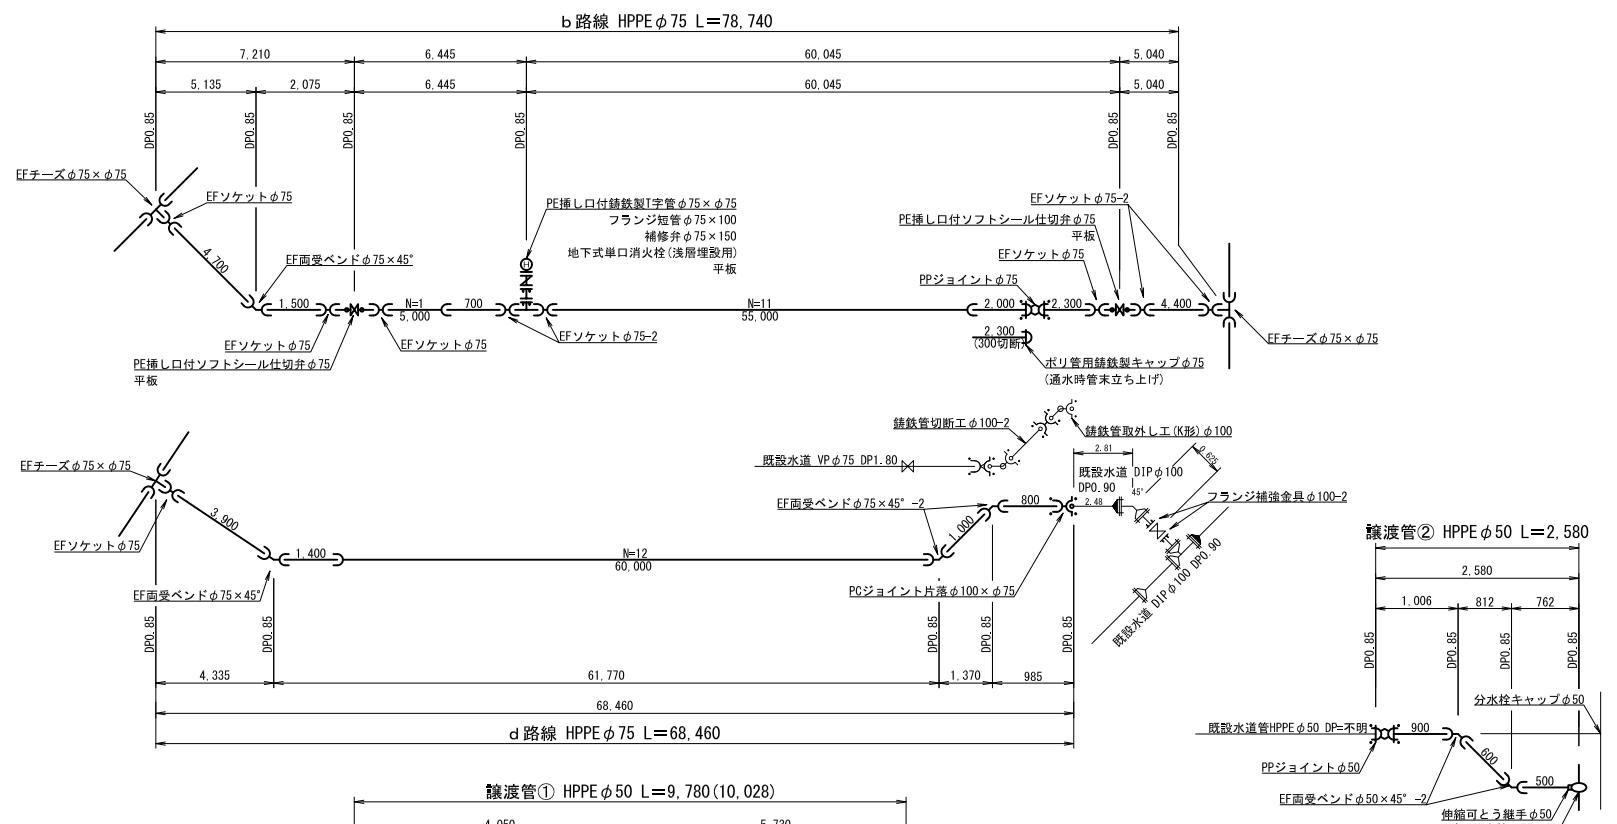 b路線 HPPEφ75 L=78,740
7,210
6,445
60,045
5,040
5,135
2,075
6,445
60,045
5,040
DP0.85
DP0.85
DP0.85
DP0.85
DP0.85
DP0.85
EFチーズφ75×φ75
EFソケットφ75
4,700
EF両受ベンドφ75×45°
PE挿し口付鋳鉄製T字管φ75×φ75
フランジ短管φ75×100
補修弁φ75×150
地下式単口消火栓(浅層埋設用)
平板
H
EFソケットφ75-2
PE挿し口付ソフトシール仕切弁φ75
平板
EFソケットφ75
PPジョイントφ75
1,500
N=1
5,000
700
N=11
55,000
2,000
2,300
4,400
EFソケットφ75
PE挿し口付ソフトシール仕切弁φ75
平板
EFソケットφ75
EFソケットφ75-2
2,300
(300切断)
ポリ管用鋳鉄製キャップφ75
(通水時管末立ち上げ)
EFチーズφ75×φ75
鋳鉄管切断工φ100-2
鋳鉄管取外し工(K形)φ100
既設水道 VPφ75 DP1.80
2.81
0.625
既設水道 DIPφ100
DP0.90
2.48
45°
フランジ補強金具φ100-2
既設水道 DIPφ100 DP0.90
EFチーズφ75×φ75
EFソケットφ75
3,900
EF両受ベンドφ75×45°
1,400
N=12
60,000
EF両受ベンドφ75×45° -2
1,000
800
PCジョイント片落φ100×φ75
DP0.85
DP0.85
DP0.85
DP0.85
DP0.85
4,335
61,770
1,370
985
68,460
d路線 HPPEφ75 L=68,460
譲渡管② HPPEφ50 L=2,580
2,580
1,006
812
762
DP0.85
DP0.85
DP0.85
DP0.85
分水栓キャップφ50
既設水道管HPPEφ50 DP=不明
900
600
500
PPジョイントφ50
EF両受ベンドφ50×45° -2
伸縮可とう継手φ50
譲渡管① HPPEφ50 L=9,780(10,028)
4,050
5,730